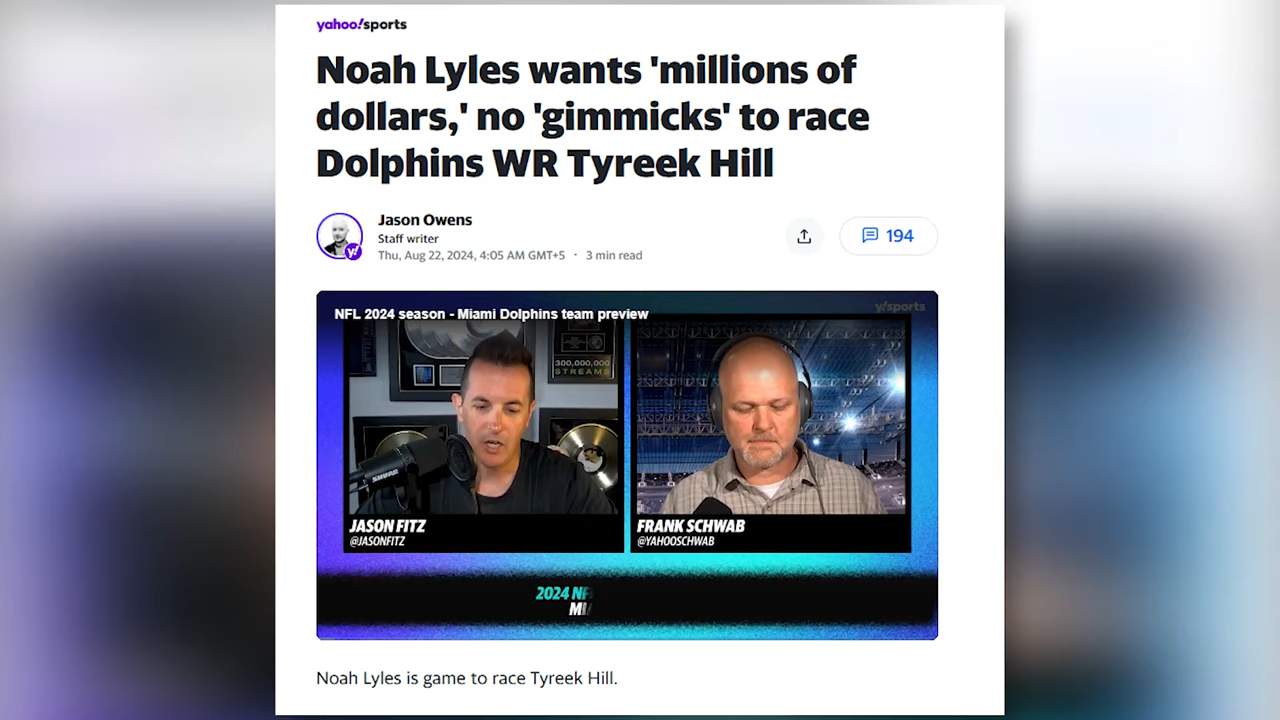 yahoo!sports
Noah Lyles wants 'millions of
dollars,' no 'gimmicks' to race
Dolphins WR Tyreek Hill
Jason Owens
Staff writer
Thu, Aug 22, 2024, 4:05 AM GMT+5 · 3 min read
194
y!
y!sports
NFL 2024 season - Miami Dolphins team preview
300,000,000
STREAMS
SHURE
JASON FITZ
@JASONFITZ
FRANK SCHWAB
@YAHOOSCHWAB
2024 NF
MI
Noah Lyles is game to race Tyreek Hill.